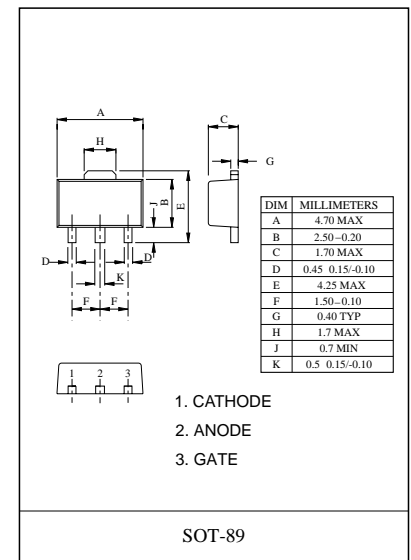 A
H
C
G
J
B
E
D
D
K
F
F
DIM MILLIMETERS
A 4.70 MAX
B 2.50−0.20
C 1.70 MAX
D 0.45 0.15/-0.10
E 4.25 MAX
F 1.50−0.10
G 0.40 TYP
H 1.7 MAX
J 0.7 MIN
K 0.5 0.15/-0.10
1 2 3
1. CATHODE
2. ANODE
3. GATE
SOT-89